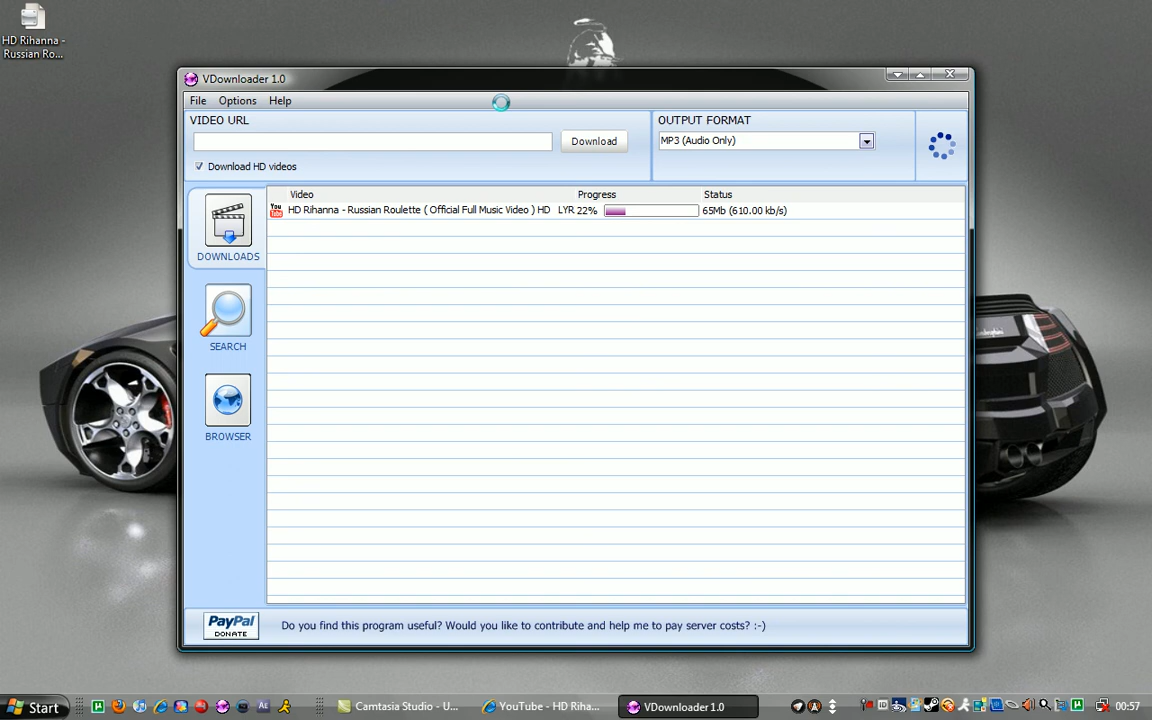 HD Rihanna -
Russian Ro...
VDownloader 1.0
File Options Help
VIDEO URL
OUTPUT FORMAT
Download
MP3 (Audio Only)
Download HD videos
Video Progress Status
You Tube HD Rihanna - Russian Roulette ( Official Full Music Video ) HD LYR 22% 65Mb (610.00 kb/s)
DOWNLOADS
SEARCH
BROWSER
PayPal
DONATE
Do you find this program useful? Would you like to contribute and help me to pay server costs? :-)
Start
Camtasia Studio - U...
YouTube - HD Riha...
VDownloader 1.0
00:57